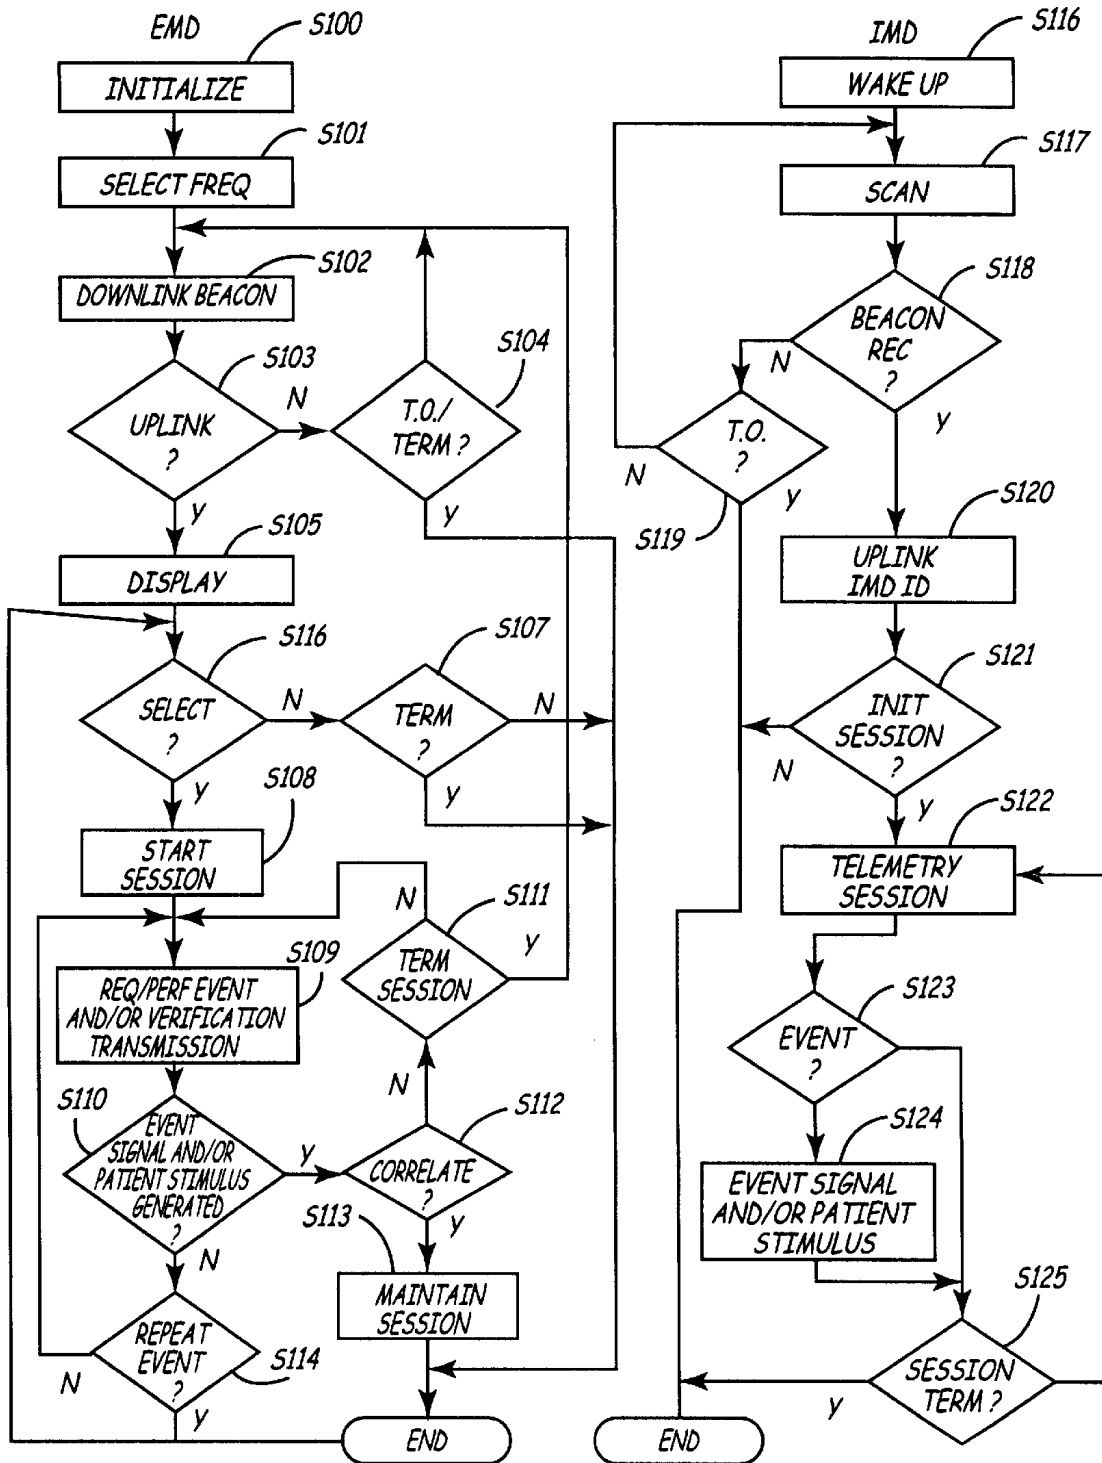 EMD
S100
INITIALIZE
S101
SELECT FREQ
S102
DOWNLINK BEACON
S103
UPLINK
?
N
Y
S104
T.O./
TERM ?
Y
S105
DISPLAY
S116
SELECT
?
N
Y
S107
TERM
?
N
Y
S108
START
SESSION
S109
REQ/PERF EVENT
AND/OR VERIFICATION
TRANSMISSION
S110
EVENT
SIGNAL AND/OR
PATIENT STIMULUS
GENERATED
?
Y
N
S111
N
TERM
SESSION
Y
N
S112
CORRELATE
?
Y
S113
MAINTAIN
SESSION
REPEAT
EVENT
?
S114
N
Y
END
IMD
S116
WAKE UP
S117
SCAN
S118
BEACON
REC
?
N
Y
T.O.
?
N
Y
S119
S120
UPLINK
IMD ID
S121
INIT
SESSION
?
N
Y
S122
TELEMETRY
SESSION
S123
EVENT
?
S124
EVENT SIGNAL
AND/OR PATIENT
STIMULUS
S125
SESSION
TERM ?
Y
END